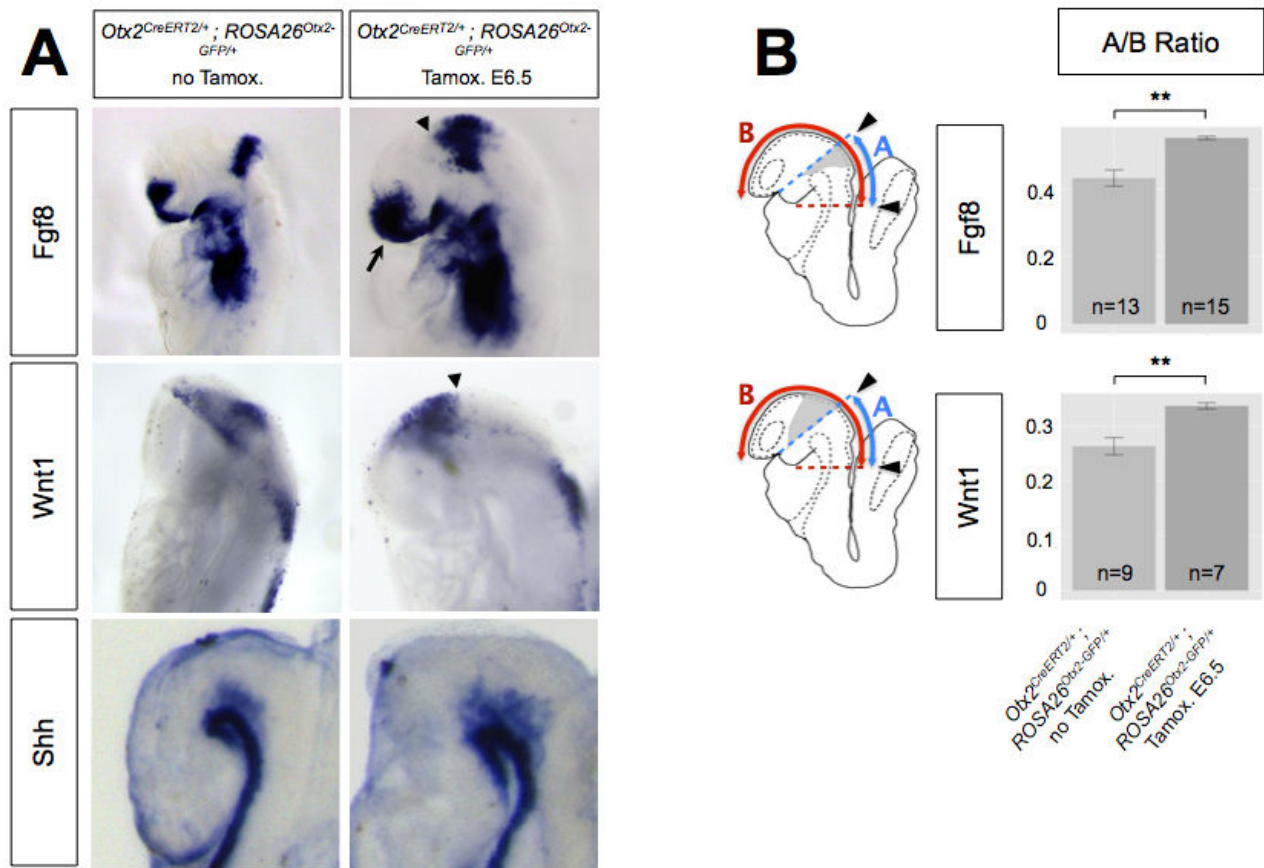 A
Otx2CreERT2/+ ; ROSA26Otx2-
GFP/+
no Tamox.
Otx2CreERT2/+ ; ROSA26Otx2-
GFP/+
Tamox. E6.5
Fgf8
Wnt1
Shh
B
A/B Ratio
B
A
Fgf8
**
0.4
0.2
0
n=13
n=15
B
A
Wnt1
**
0.3
0.2
0.1
0
n=9
n=7
Otx2CreERT2/+ ;
ROSA26Otx2-GFP/+
no Tamox.
Otx2CreERT2/+ ;
ROSA26Otx2-GFP/+
Tamox. E6.5